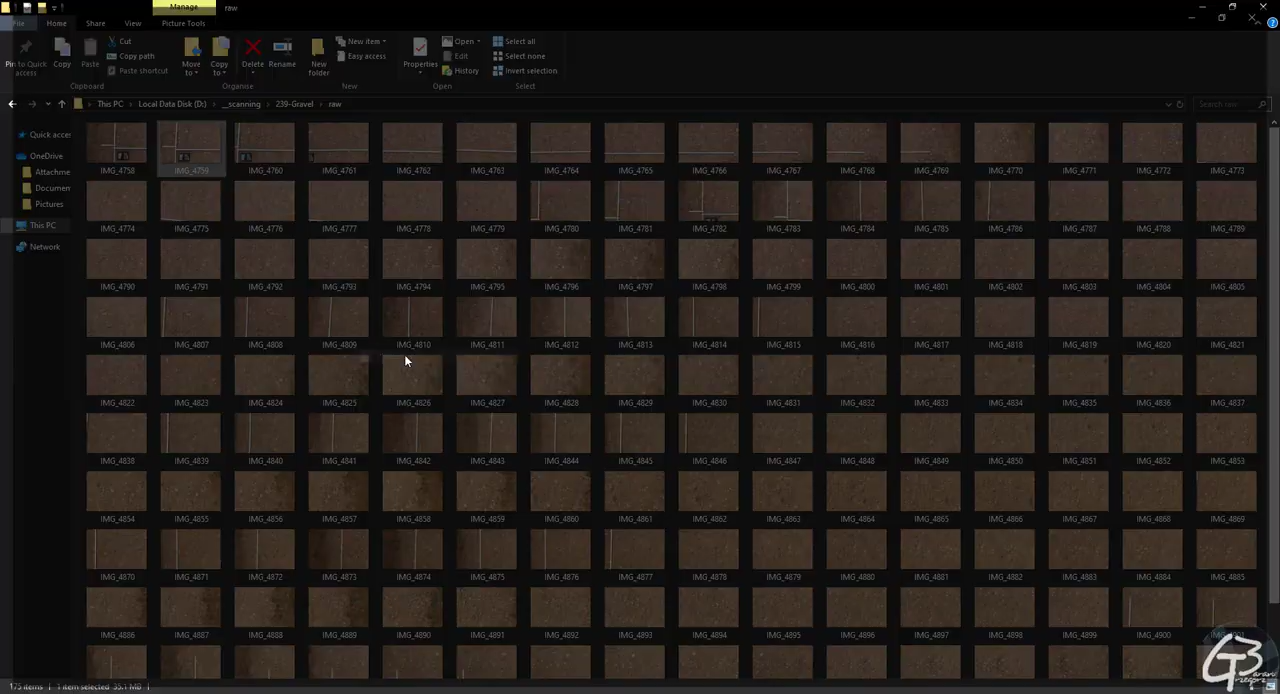 Manage
raw
File
Home
Share
View
Picture Tools
Pin to Quick access
Copy
Paste
Cut
Copy path
Paste shortcut
Move to
Copy to
Delete
Rename
New folder
New item
Easy access
Properties
Open
Edit
History
Select all
Select none
Invert selection
Clipboard
Organise
New
Open
Select
This PC
Local Data Disk (D:)
__scanning
239-Gravel
raw
Search raw
Quick acces
OneDrive
Attachme
Documen
Pictures
This PC
Network
IMG_4758 IMG_4759 IMG_4760 IMG_4761 IMG_4762 IMG_4763 IMG_4764 IMG_4765 IMG_4766 IMG_4767 IMG_4768 IMG_4769 IMG_4770 IMG_4771 IMG_4772 IMG_4773
IMG_4774 IMG_4775 IMG_4776 IMG_4777 IMG_4778 IMG_4779 IMG_4780 IMG_4781 IMG_4782 IMG_4783 IMG_4784 IMG_4785 IMG_4786 IMG_4787 IMG_4788 IMG_4789
IMG_4790 IMG_4791 IMG_4792 IMG_4793 IMG_4794 IMG_4795 IMG_4796 IMG_4797 IMG_4798 IMG_4799 IMG_4800 IMG_4801 IMG_4802 IMG_4803 IMG_4804 IMG_4805
IMG_4806 IMG_4807 IMG_4808 IMG_4809 IMG_4810 IMG_4811 IMG_4812 IMG_4813 IMG_4814 IMG_4815 IMG_4816 IMG_4817 IMG_4818 IMG_4819 IMG_4820 IMG_4821
IMG_4822 IMG_4823 IMG_4824 IMG_4825 IMG_4826 IMG_4827 IMG_4828 IMG_4829 IMG_4830 IMG_4831 IMG_4832 IMG_4833 IMG_4834 IMG_4835 IMG_4836 IMG_4837
IMG_4838 IMG_4839 IMG_4840 IMG_4841 IMG_4842 IMG_4843 IMG_4844 IMG_4845 IMG_4846 IMG_4847 IMG_4848 IMG_4849 IMG_4850 IMG_4851 IMG_4852 IMG_4853
IMG_4854 IMG_4855 IMG_4856 IMG_4857 IMG_4858 IMG_4859 IMG_4860 IMG_4861 IMG_4862 IMG_4863 IMG_4864 IMG_4865 IMG_4866 IMG_4867 IMG_4868 IMG_4869
IMG_4870 IMG_4871 IMG_4872 IMG_4873 IMG_4874 IMG_4875 IMG_4876 IMG_4877 IMG_4878 IMG_4879 IMG_4880 IMG_4881 IMG_4882 IMG_4883 IMG_4884 IMG_4885
IMG_4886 IMG_4887 IMG_4888 IMG_4889 IMG_4890 IMG_4891 IMG_4892 IMG_4893 IMG_4894 IMG_4895 IMG_4896 IMG_4897 IMG_4898 IMG_4899 IMG_4900 IMG_4901
175 items
1 item selected 35.1 MB